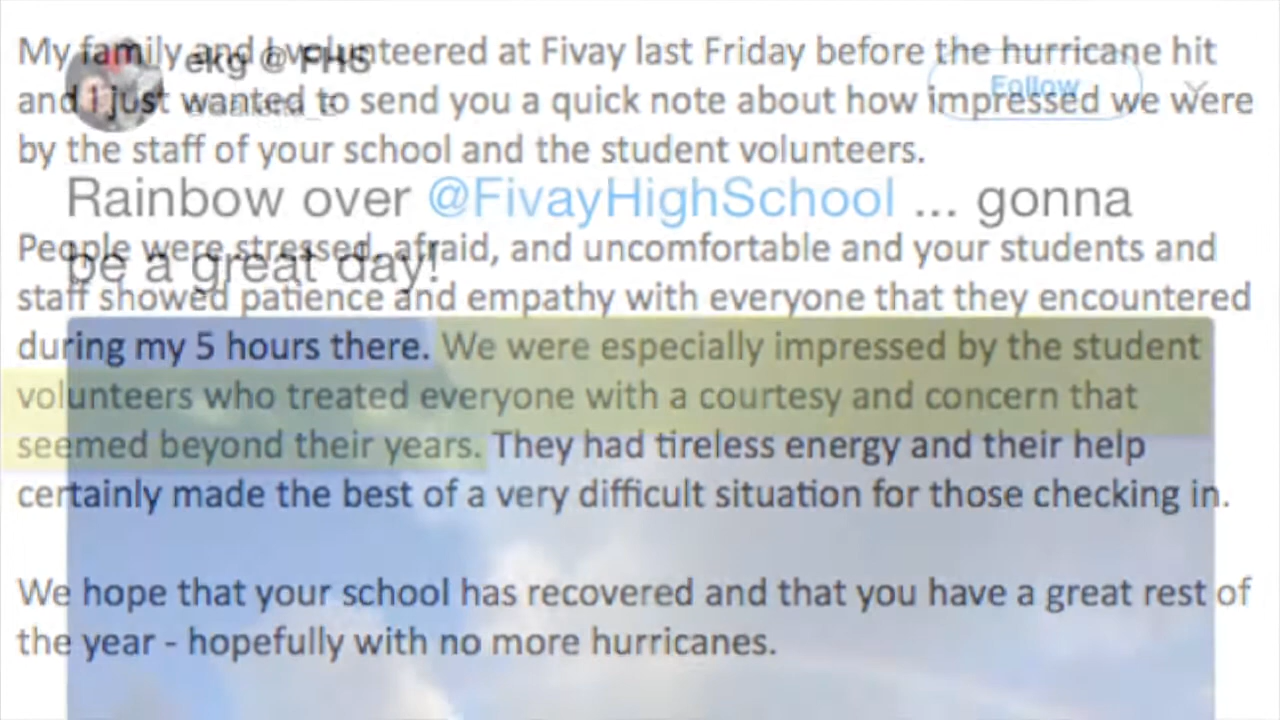 My family and I volunteered at Fivay last Friday before the hurricane hit
and I just wanted to send you a quick note about how impressed we were
by the staff of your school and the student volunteers.
People were stressed, afraid, and uncomfortable and your students and
staff showed patience and empathy with everyone that they encountered
during my 5 hours there. We were especially impressed by the student
volunteers who treated everyone with a courtesy and concern that
seemed beyond their years. They had tireless energy and their help
certainly made the best of a very difficult situation for those checking in.
We hope that your school has recovered and that you have a great rest of
the year - hopefully with no more hurricanes.
ekg @ FHS
Follow
Rainbow over @FivayHighSchool ... gonna
be a great day!